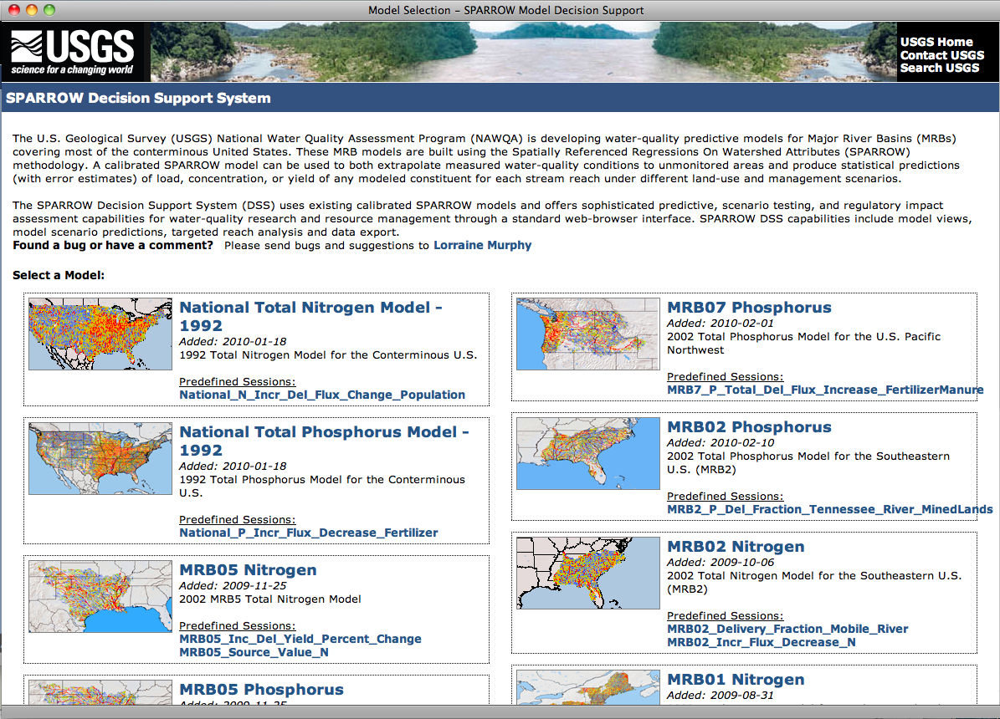 Model Selection – SPARROW Model Decision Support
USGS
science for a changing world
USGS Home
Contact USGS
Search USGS
SPARROW Decision Support System
The U.S. Geological Survey (USGS) National Water Quality Assessment Program (NAWQA) is developing water-quality predictive models for Major River Basins (MRBs)
covering most of the conterminous United States. These MRB models are built using the Spatially Referenced Regressions On Watershed Attributes (SPARROW)
methodology. A calibrated SPARROW model can be used to both extrapolate measured water-quality conditions to unmonitored areas and produce statistical predictions
(with error estimates) of load, concentration, or yield of any modeled constituent for each stream reach under different land-use and management scenarios.
The SPARROW Decision Support System (DSS) uses existing calibrated SPARROW models and offers sophisticated predictive, scenario testing, and regulatory impact
assessment capabilities for water-quality research and resource management through a standard web-browser interface. SPARROW DSS capabilities include model views,
model scenario predictions, targeted reach analysis and data export.
Found a bug or have a comment? Please send bugs and suggestions to Lorraine Murphy
Select a Model:
National Total Nitrogen Model -
1992
Added: 2010-01-18
1992 Total Nitrogen Model for the Conterminous U.S.
Predefined Sessions:
National_N_Incr_Del_Flux_Change_Population
National Total Phosphorus Model -
1992
Added: 2010-01-18
1992 Total Phosphorus Model for the Conterminous
U.S.
Predefined Sessions:
National_P_Incr_Flux_Decrease_Fertilizer
MRB05 Nitrogen
Added: 2009-11-25
2002 MRB5 Total Nitrogen Model
Predefined Sessions:
MRB05_Inc_Del_Yield_Percent_Change
MRB05_Source_Value_N
MRB05 Phosphorus
Added: 2009-11-25
MRB07 Phosphorus
Added: 2010-02-01
2002 Total Phosphorus Model for the U.S. Pacific
Northwest
Predefined Sessions:
MRB7_P_Total_Del_Flux_Increase_FertilizerManure
MRB02 Phosphorus
Added: 2010-02-10
2002 Total Phosphorus Model for the Southeastern
U.S. (MRB2)
Predefined Sessions:
MRB2_P_Del_Fraction_Tennessee_River_MinedLands
MRB02 Nitrogen
Added: 2009-10-06
2002 Total Nitrogen Model for the Southeastern U.S.
(MRB2)
Predefined Sessions:
MRB02_Delivery_Fraction_Mobile_River
MRB02_Incr_Flux_Decrease_N
MRB01 Nitrogen
Added: 2009-08-31